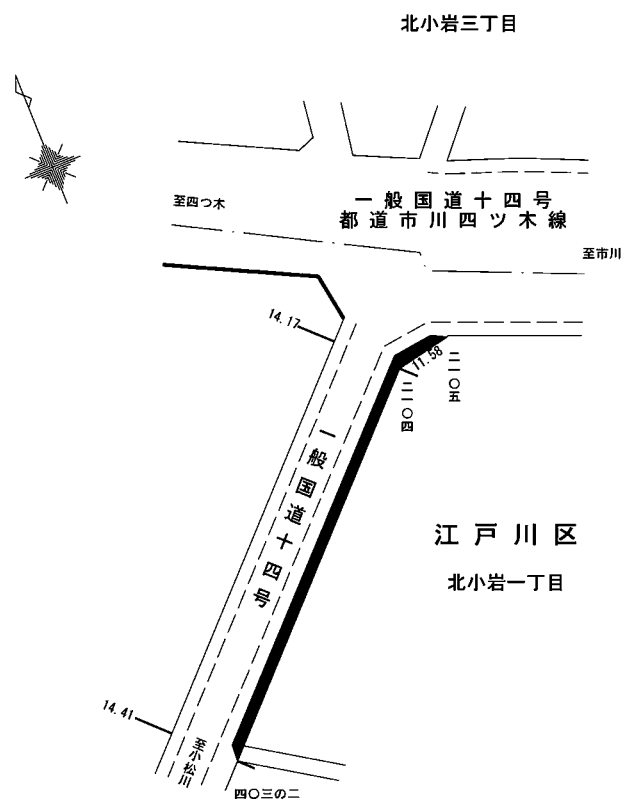 北小岩三丁目
至四つ木
一般国道十四号
都道市川四ツ木線
至市川
14.17
11.58
二一〇五
二一〇四
一般国道十四号
江戸川区
北小岩一丁目
14.41
至小松川
四〇三の二